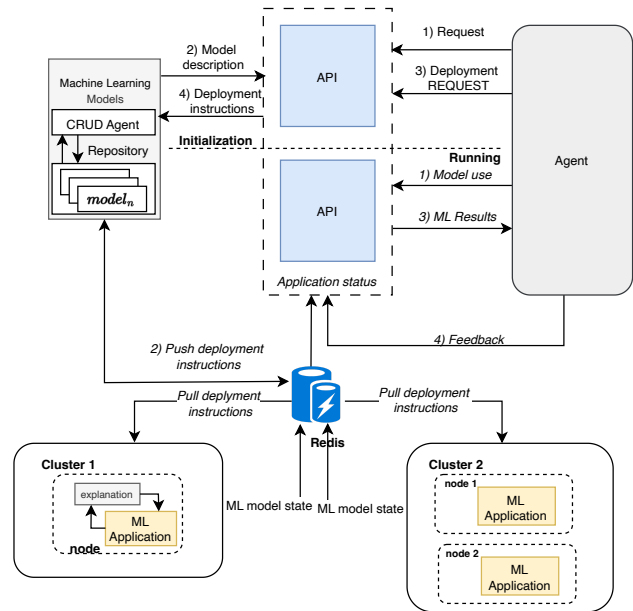 1) Request
2) Model
description
API
3) Deployment
REQUEST
Machine Learning
Models
4) Deployment
instructions
CRUD Agent
Repository
Initialization
Running
Agent
1) Model use
model_n
API
3) ML Results
Application status
4) Feedback
2) Push deployment
instructions
Pull deplyment
instructions
Pull deployment
instructions
Redis
Cluster 1
explanation
ML
Application
node
ML model state
ML model state
Cluster 2
node 1
ML
Application
node 2
ML
Application